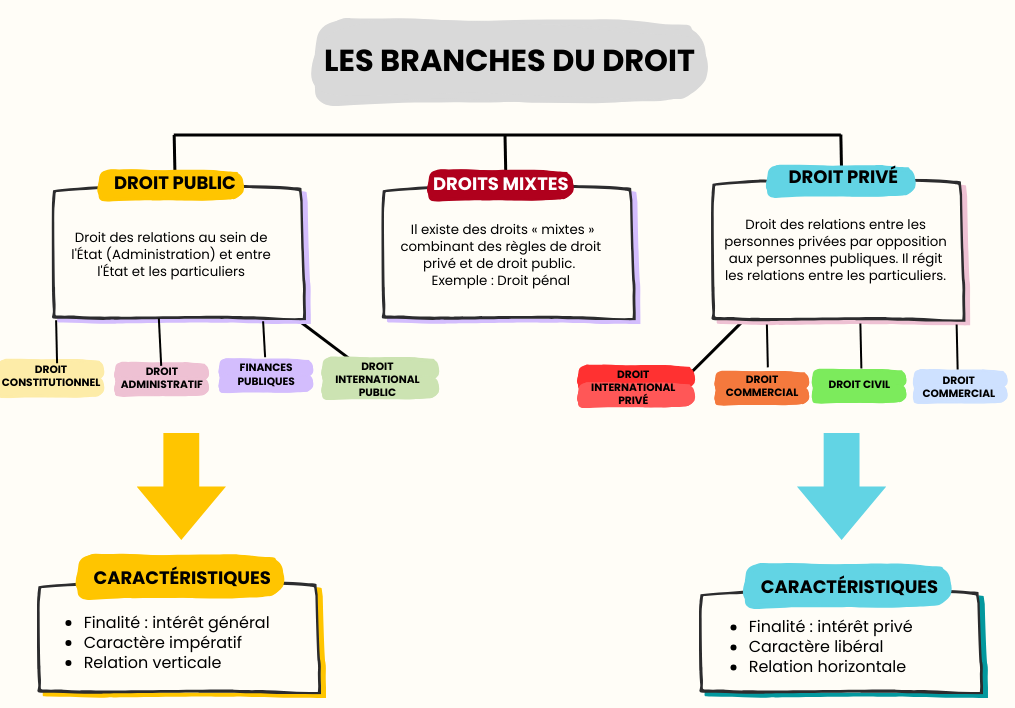 LES BRANCHES DU DROIT
DROIT PUBLIC
Droit des relations au sein de
l'État (Administration) et entre
l'État et les particuliers
DROITS MIXTES
Il existe des droits « mixtes »
combinant des règles de droit
privé et de droit public.
Exemple : Droit pénal
DROIT PRIVÉ
Droit des relations entre les
personnes privées par opposition
aux personnes publiques. Il régit
les relations entre les particuliers.
DROIT
CONSTITUTIONNEL
DROIT
ADMINISTRATIF
FINANCES
PUBLIQUES
DROIT
INTERNATIONAL
PUBLIC
DROIT
INTERNATIONAL
PRIVÉ
DROIT
COMMERCIAL
DROIT CIVIL
DROIT
COMMERCIAL
CARACTÉRISTIQUES
Finalité : intérêt général
Caractère impératif
Relation verticale
CARACTÉRISTIQUES
Finalité : intérêt privé
Caractère libéral
Relation horizontale